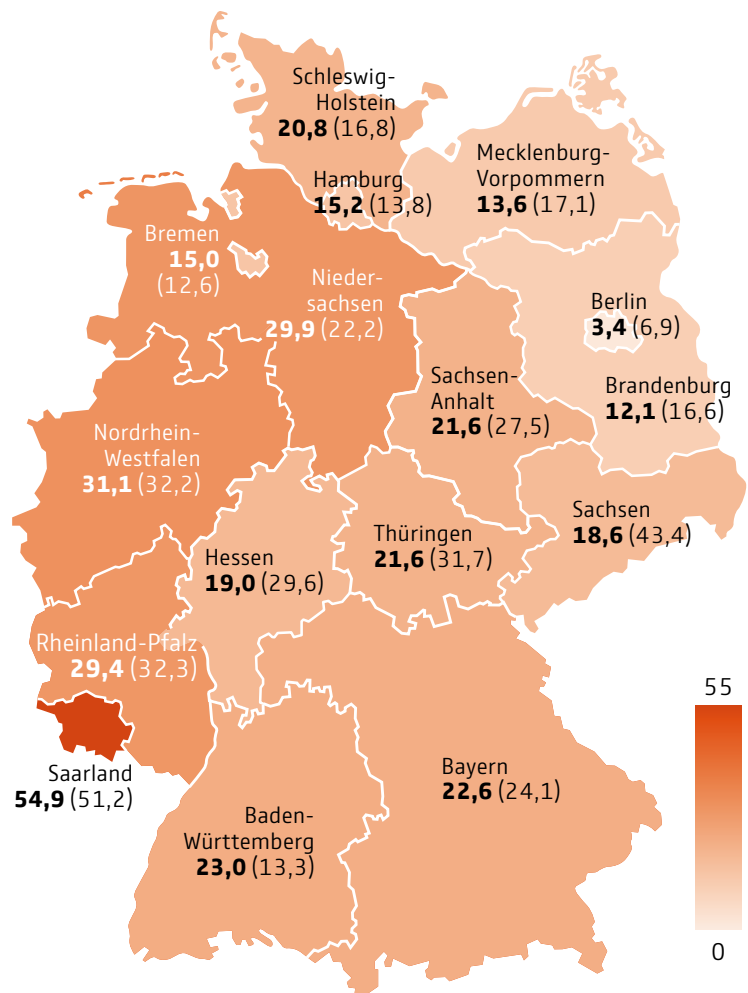 Schleswig-
Holstein
20,8 (16,8)
Mecklenburg-
Vorpommern
13,6 (17,1)
Hamburg
15,2 (13,8)
Bremen
15,0
(12,6)
Nieder-
sachsen
29,9 (22,2)
Berlin
3,4 (6,9)
Brandenburg
12,1 (16,6)
Sachsen-
Anhalt
21,6 (27,5)
Nordrhein-
Westfalen
31,1 (32,2)
Sachsen
18,6 (43,4)
Thüringen
21,6 (31,7)
Hessen
19,0 (29,6)
Rheinland-Pfalz
29,4 (32,3)
Saarland
54,9 (51,2)
Bayern
22,6 (24,1)
Baden-
Württemberg
23,0 (13,3)
55
0